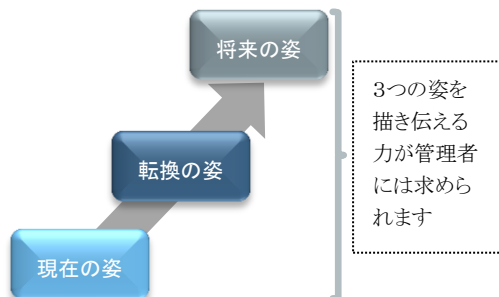 将来の姿
転換の姿
現在の姿
3つの姿を
描き伝える
力が管理者
には求めら
れます